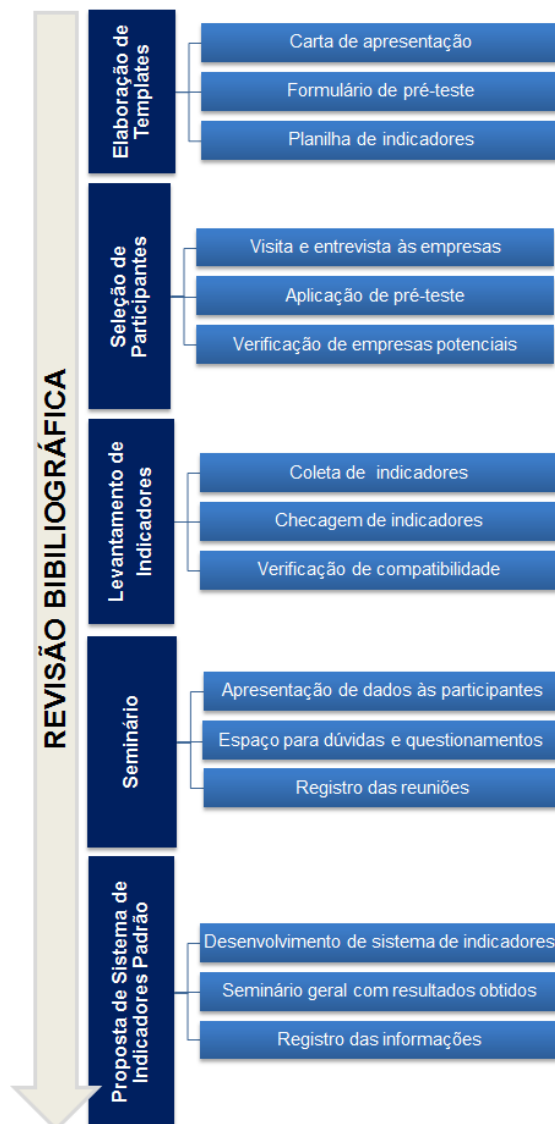 REVISÃO BIBILIOGRÁFICA
Elaboração de
Templates
Carta de apresentação
Formulário de pré-teste
Planilha de indicadores
Seleção de
Participantes
Visita e entrevista às empresas
Aplicação de pré-teste
Verificação de empresas potenciais
Levantamento de
Indicadores
Coleta de indicadores
Checagem de indicadores
Verificação de compatibilidade
Seminário
Apresentação de dados às participantes
Espaço para dúvidas e questionamentos
Registro das reuniões
Proposta de Sistema de
Indicadores Padrão
Desenvolvimento de sistema de indicadores
Seminário geral com resultados obtidos
Registro das informações